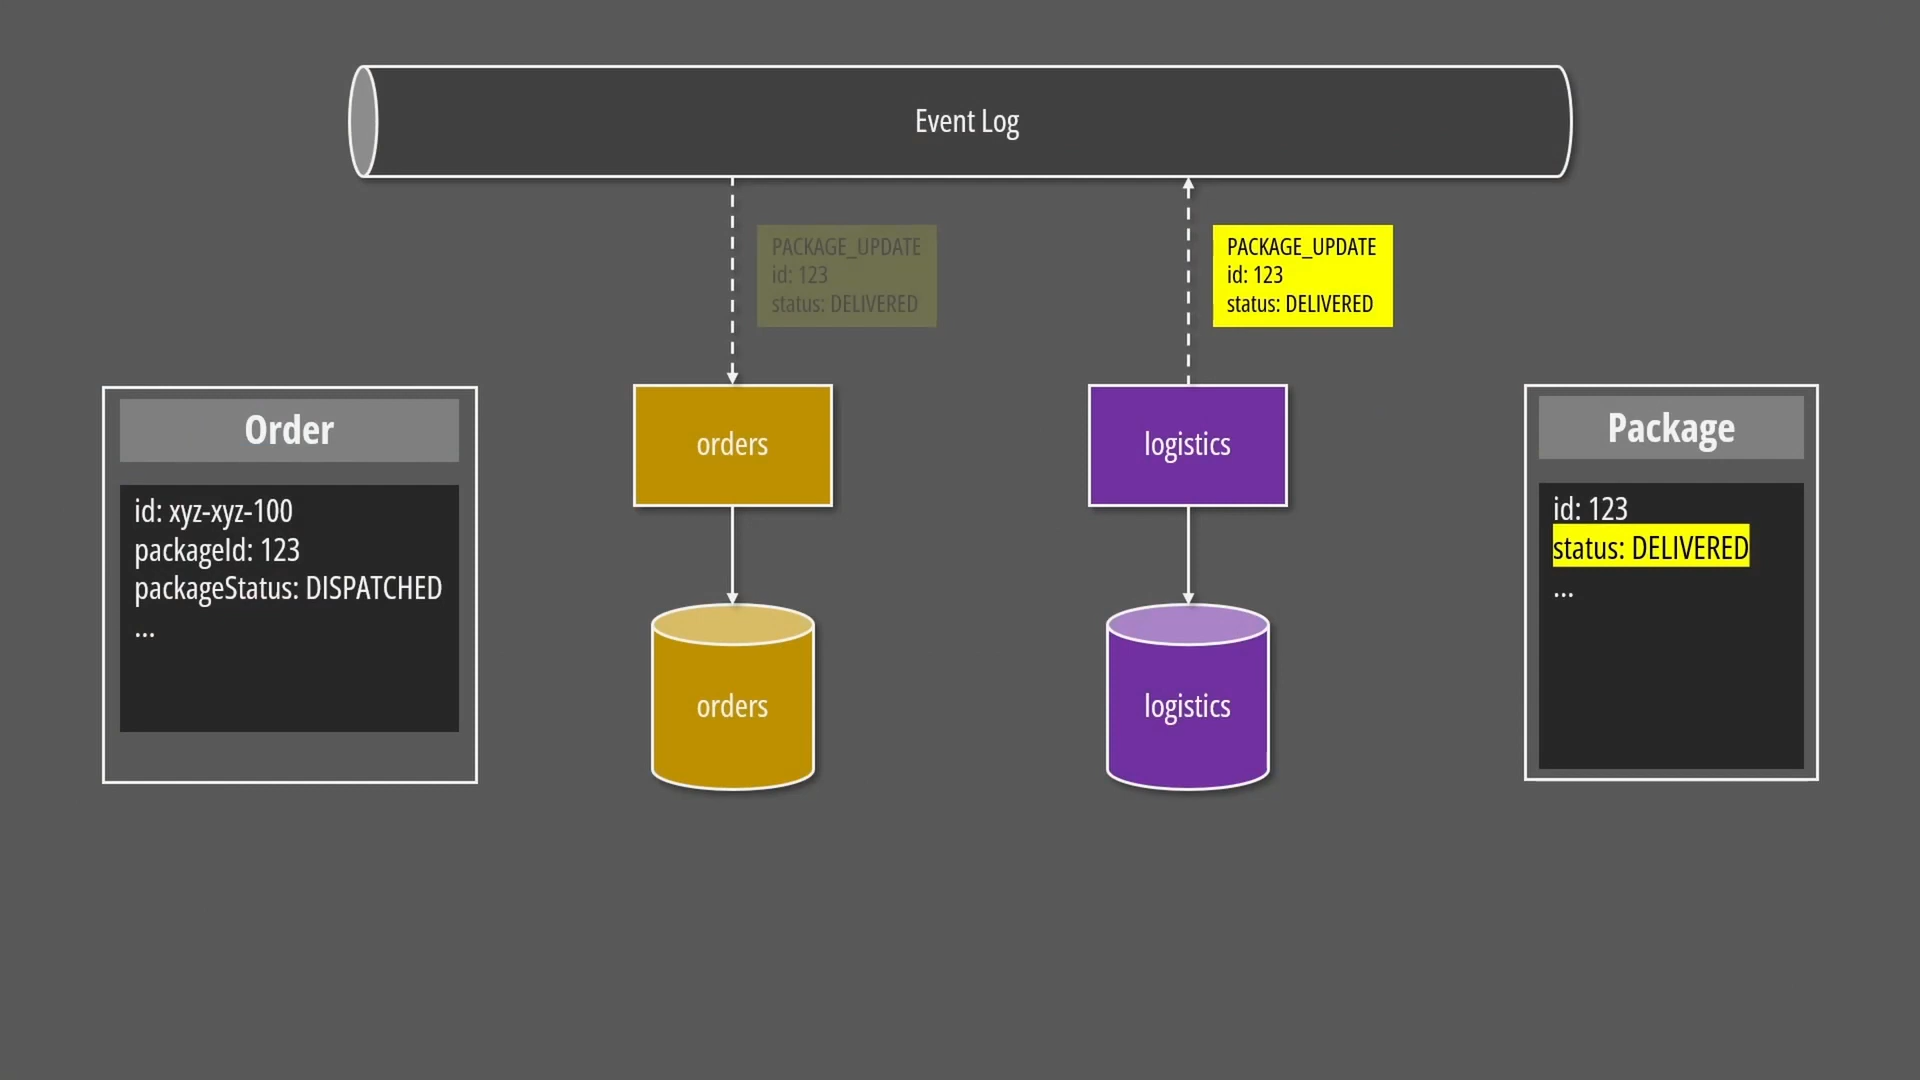 Event Log
PACKAGE_UPDATE
id: 123
status: DELIVERED
PACKAGE_UPDATE
id: 123
status: DELIVERED
Order
id: xyz-xyz-100
packageId: 123
packageStatus: DISPATCHED
...
orders
logistics
Package
id: 123
status: DELIVERED
...
orders
logistics